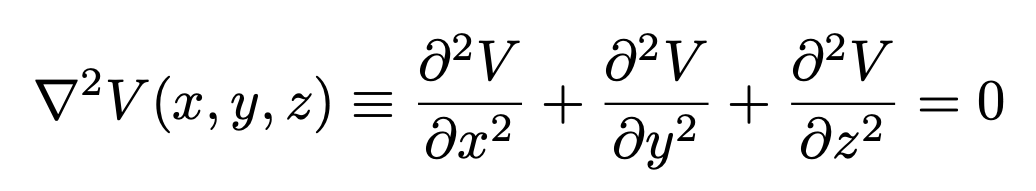 ∇²V(x, y, z) ≡ ∂²V/∂x² + ∂²V/∂y² + ∂²V/∂z² = 0